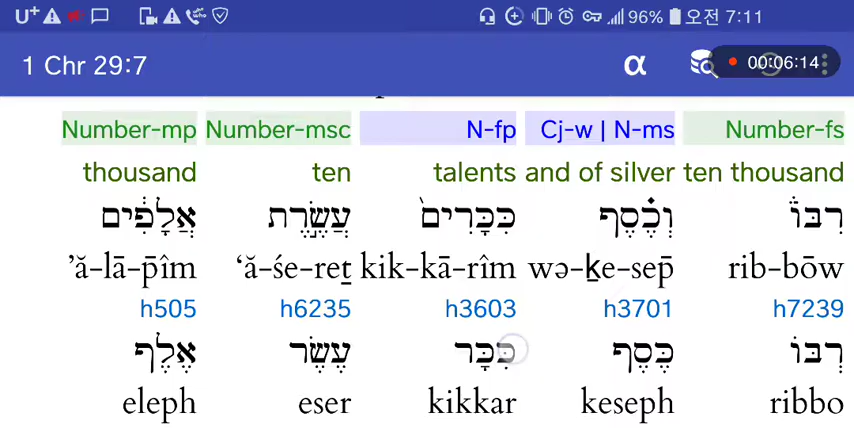 U+ 96% 오전 7:11
1 Chr 29:7 α 00:06:14
Number-mp Number-msc N-fp Cj-w | N-ms Number-fs
thousand ten talents and of silver ten thousand
רִבּוֹ֒ וְכֶ֗סֶף כִּכָּרִים֙ עֲשֶׂ֣רֶת אֲלָפִ֔ים
’ă-lā-p̄îm ‘ă-śe-reṯ kik-kā-rîm wə-ḵe-sep̄ rib-bōw
h505 h6235 h3603 h3701 h7239
רִבּוֹ כֶּסֶף כִּכָּר עֶשֶׂר אֶלֶף
eleph eser kikkar keseph ribbo